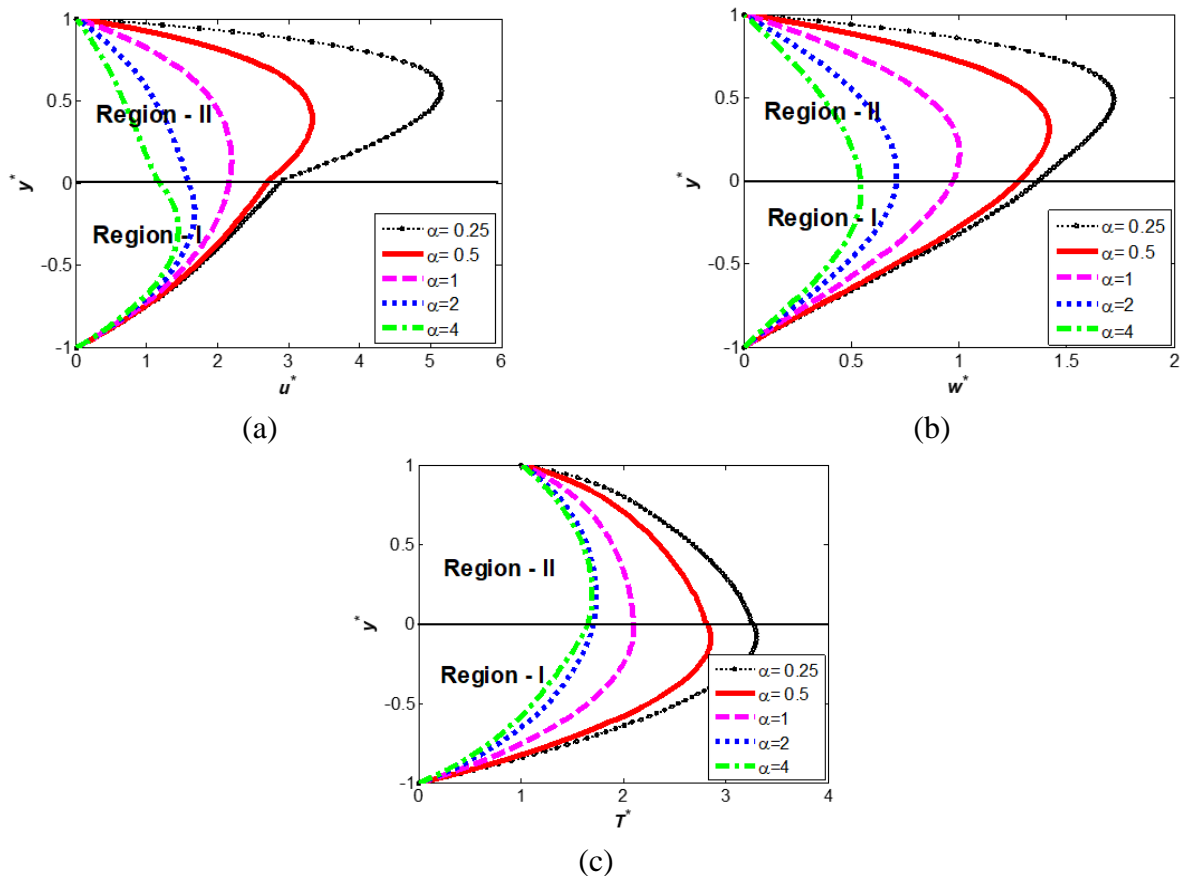 1
0.5
0
-0.5
-1
y*
Region - II
Region - I
α= 0.25
α= 0.5
α=1
α=2
α=4
0 1 2 3 4 5 6
u*
(a)
1
0.5
0
-0.5
-1
y*
Region - II
Region - I
α= 0.25
α= 0.5
α=1
α=2
α=4
0 0.5 1 1.5 2
w*
(b)
1
0.5
0
-0.5
-1
y*
Region - II
Region - I
α= 0.25
α= 0.5
α=1
α=2
α=4
0 1 2 3 4
T*
(c)